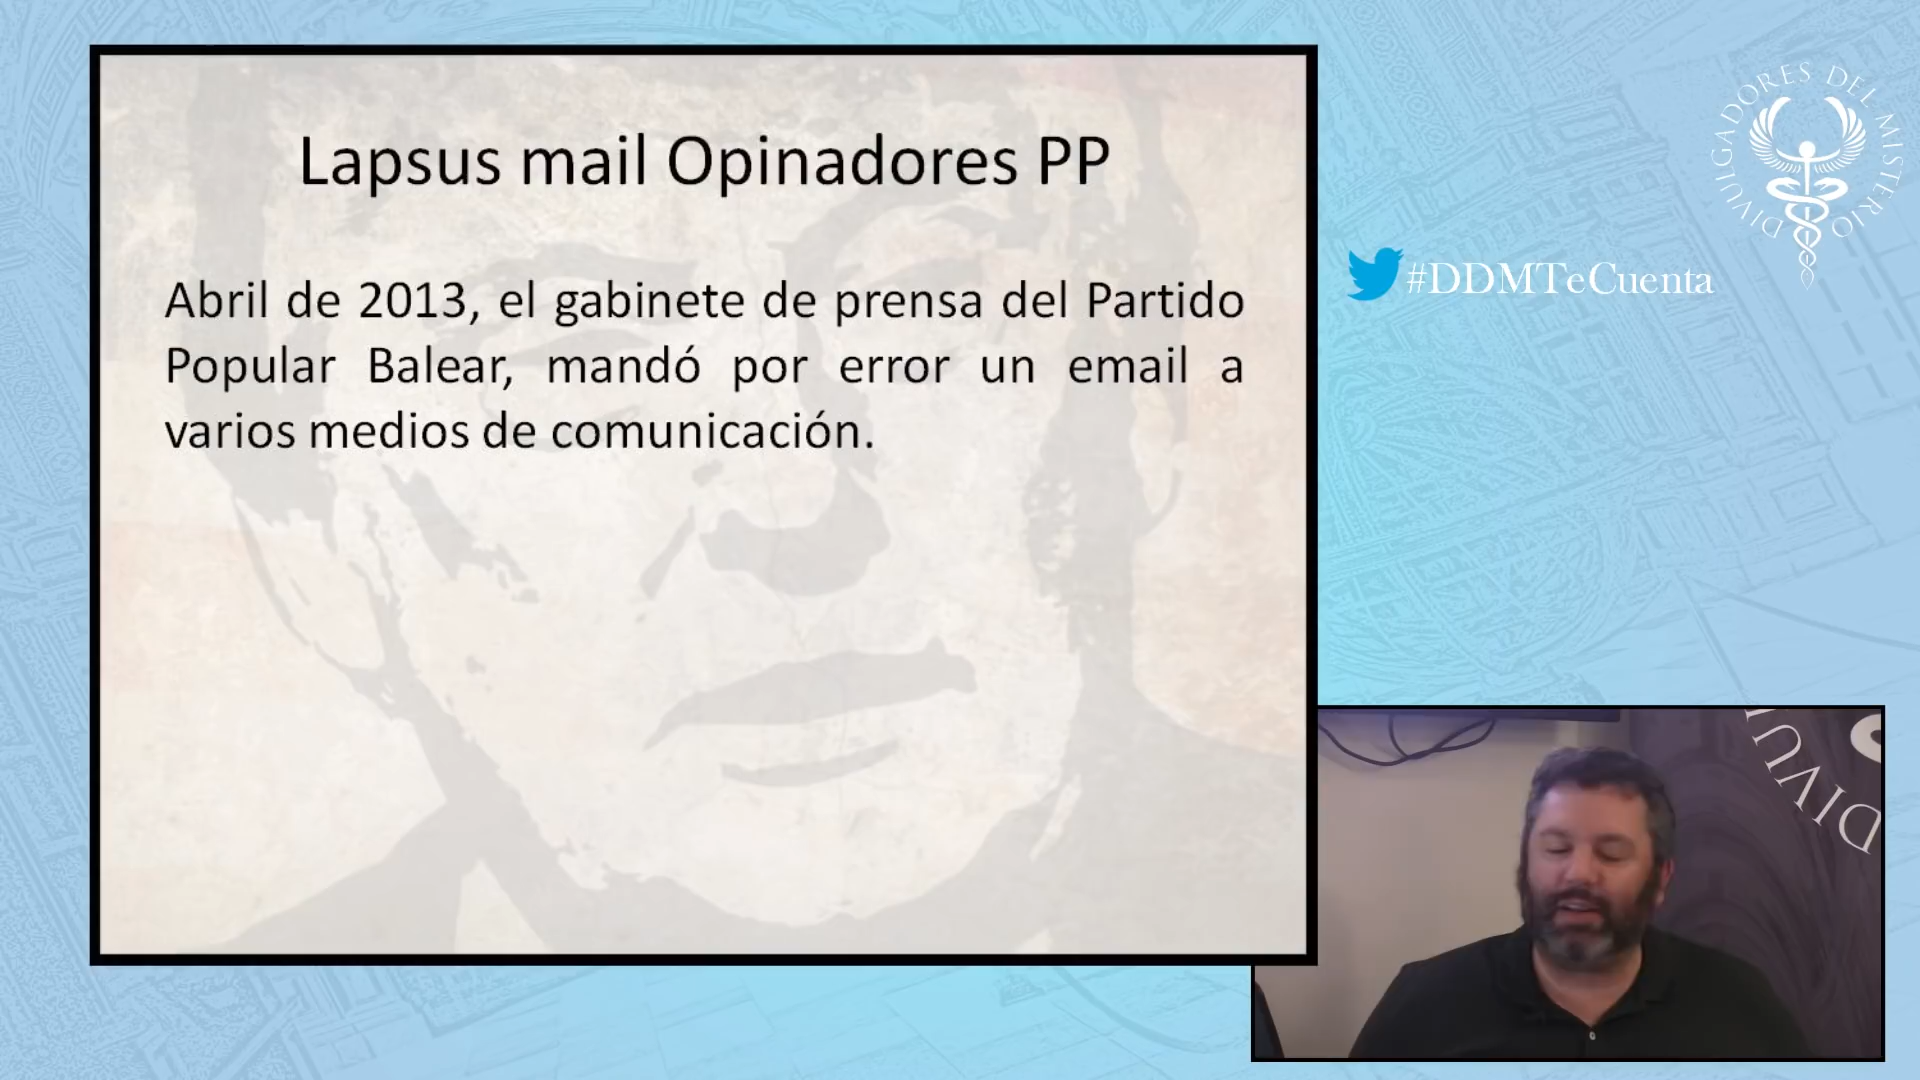 Lapsus mail Opinadores PP
Abril de 2013, el gabinete de prensa del Partido
Popular Balear, mandó por error un email a
varios medios de comunicación.
DIVULGADORES DEL MISTERIO
#DDMTeCuenta
DIVU